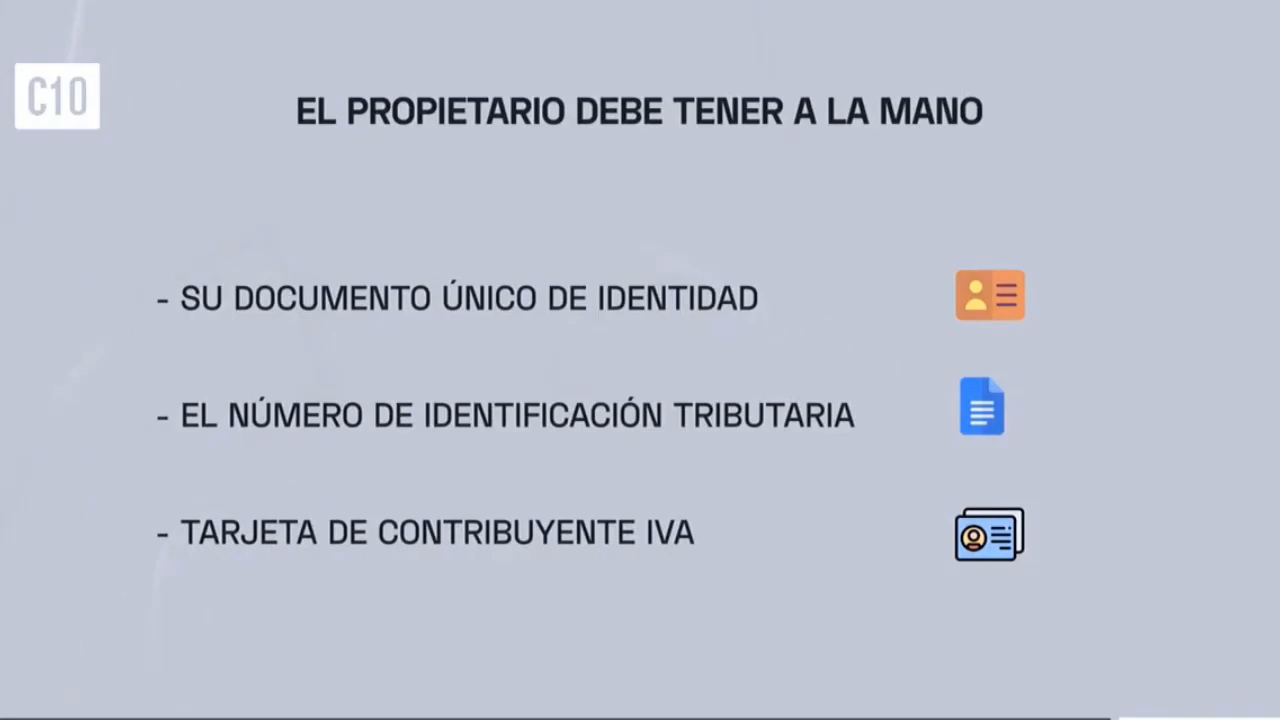 C10
EL PROPIETARIO DEBE TENER A LA MANO
- SU DOCUMENTO ÚNICO DE IDENTIDAD
- EL NÚMERO DE IDENTIFICACIÓN TRIBUTARIA
- TARJETA DE CONTRIBUYENTE IVA